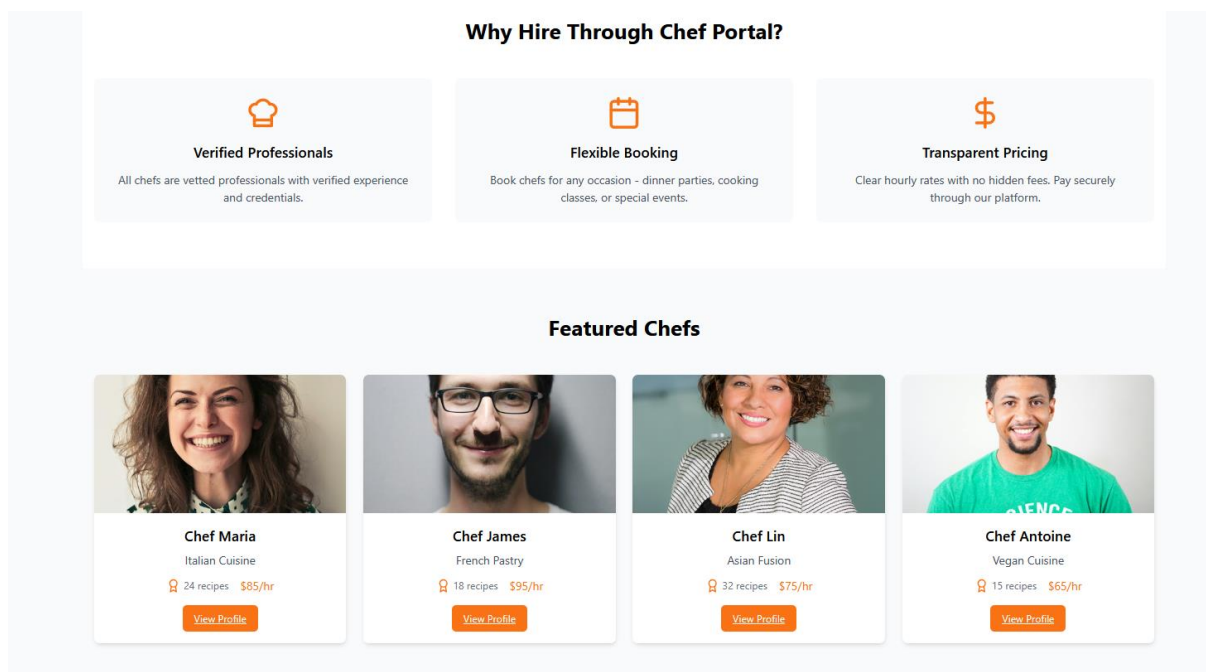 Why Hire Through Chef Portal?
Verified Professionals
All chefs are vetted professionals with verified experience
and credentials.
Flexible Booking
Book chefs for any occasion - dinner parties, cooking
classes, or special events.
Transparent Pricing
Clear hourly rates with no hidden fees. Pay securely
through our platform.
Featured Chefs
Chef Maria
Italian Cuisine
24 recipes $85/hr
View Profile
Chef James
French Pastry
18 recipes $95/hr
View Profile
Chef Lin
Asian Fusion
32 recipes $75/hr
View Profile
Chef Antoine
Vegan Cuisine
15 recipes $65/hr
View Profile